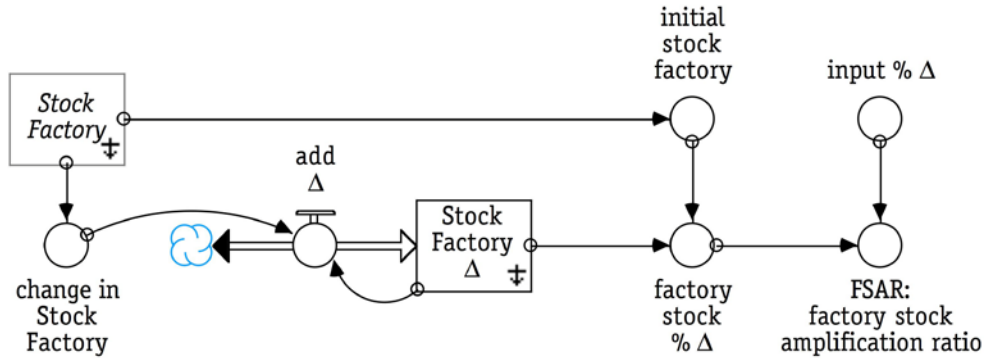 initial
stock
factory
input % Δ
Stock
Factory
add
Δ
Stock
Factory
Δ
change in
Stock
Factory
factory
stock
% Δ
FSAR:
factory stock
amplification ratio